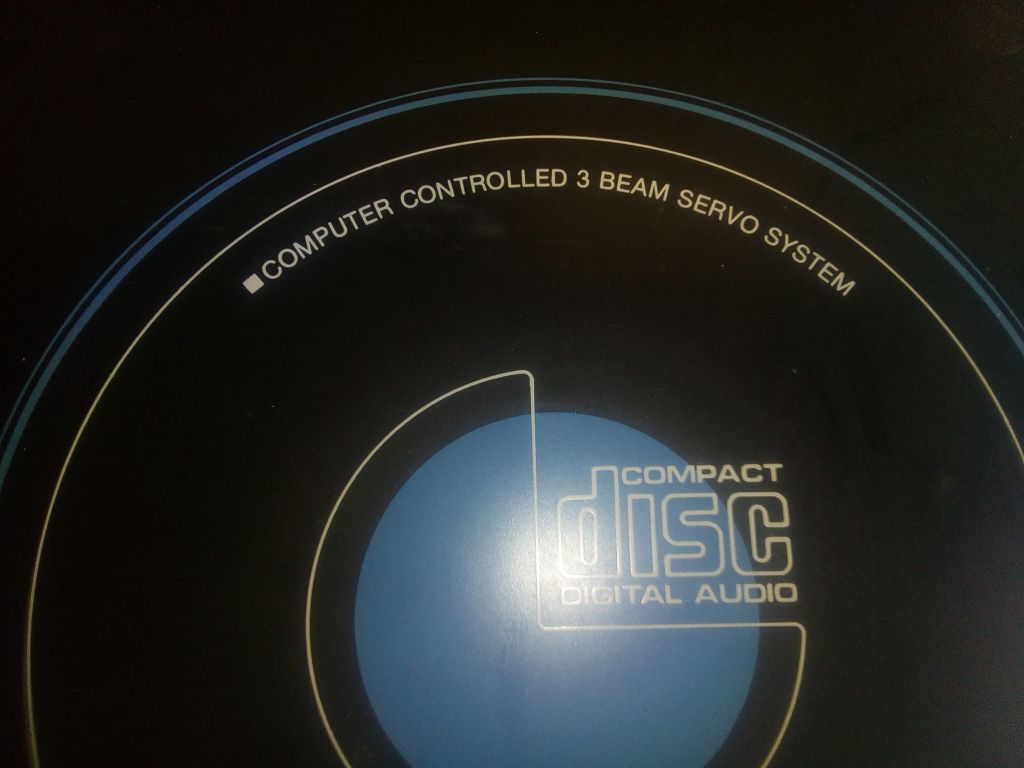 ■COMPUTER CONTROLLED 3 BEAM SERVO SYSTEM
COMPACT
disc
DIGITAL AUDIO